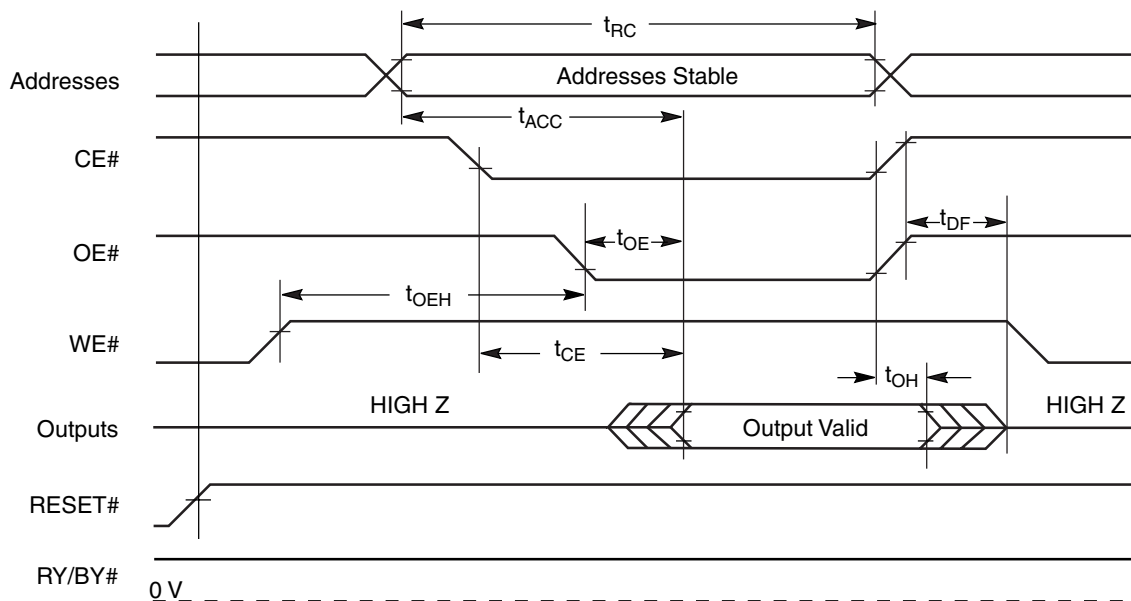 tRC
Addresses
Addresses Stable
tACC
CE#
tDF
OE#
tOE
tOEH
WE#
tCE
tOH
HIGH Z
HIGH Z
Outputs
Output Valid
RESET#
RY/BY#
0 V